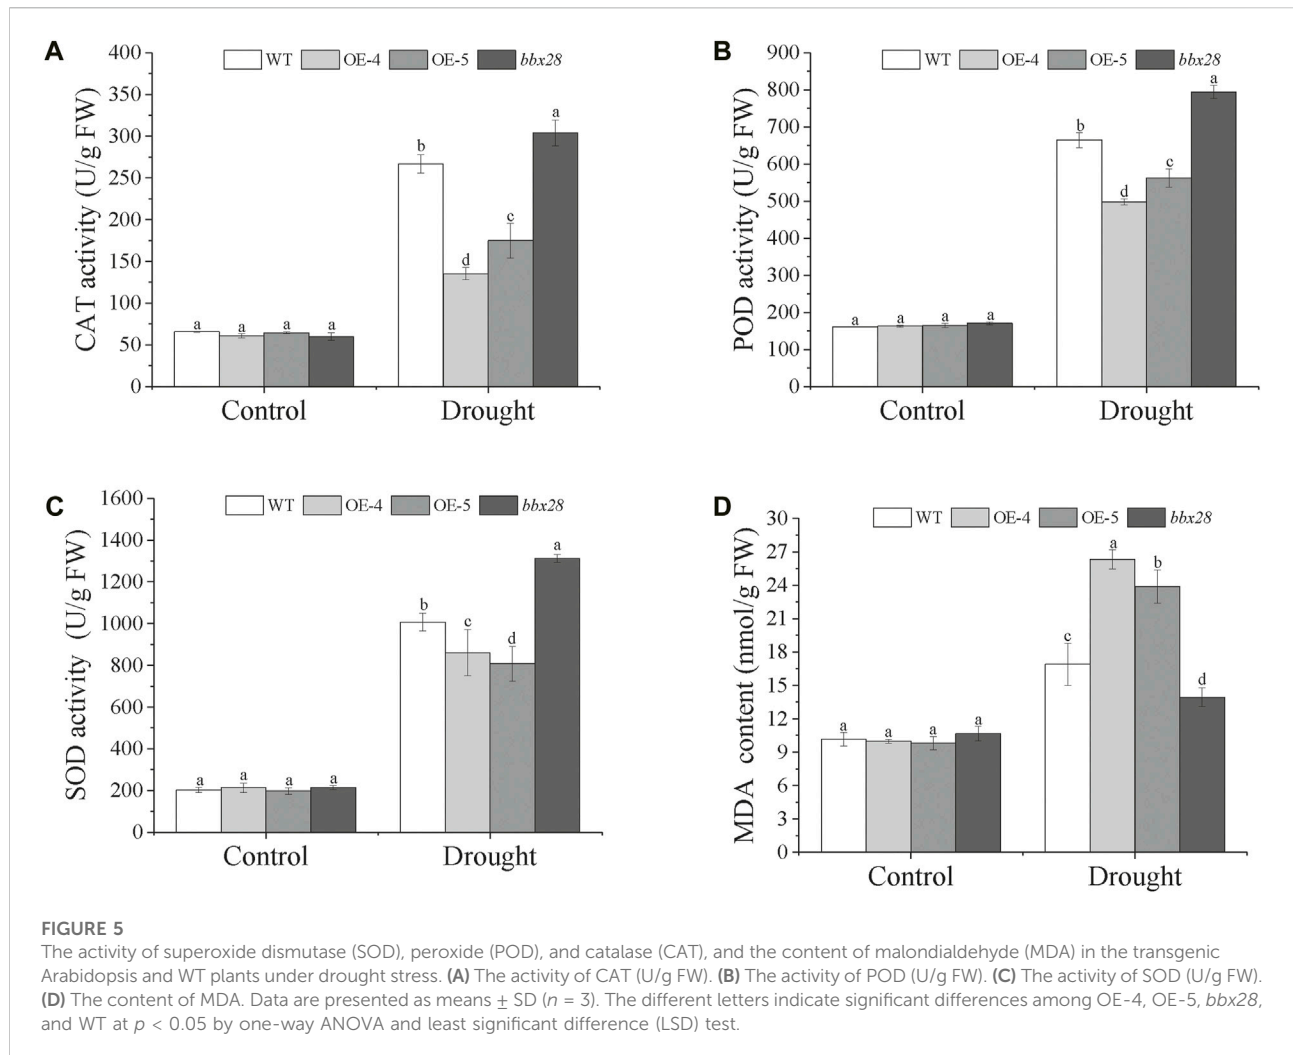 A
WT OE-4 OE-5 bbx28
CAT activity (U/g FW)
400
350
300
250
200
150
100
50
0
a a a a
b d c a
Control Drought
B
WT OE-4 OE-5 bbx28
POD activity (U/g FW)
900
800
700
600
500
400
300
200
100
0
a a a a
b d c a
Control Drought
C
WT OE-4 OE-5 bbx28
SOD activity (U/g FW)
1600
1400
1200
1000
800
600
400
200
0
a a a a
b c d a
Control Drought
D
WT OE-4 OE-5 bbx28
MDA content (nmol/g FW)
30
27
24
21
18
15
12
9
6
3
0
a a a a
c a b d
Control Drought
FIGURE 5
The activity of superoxide dismutase (SOD), peroxide (POD), and catalase (CAT), and the content of malondialdehyde (MDA) in the transgenic
Arabidopsis and WT plants under drought stress. (A) The activity of CAT (U/g FW). (B) The activity of POD (U/g FW). (C) The activity of SOD (U/g FW).
(D) The content of MDA. Data are presented as means ± SD (n = 3). The different letters indicate significant differences among OE-4, OE-5, bbx28,
and WT at p < 0.05 by one-way ANOVA and least significant difference (LSD) test.